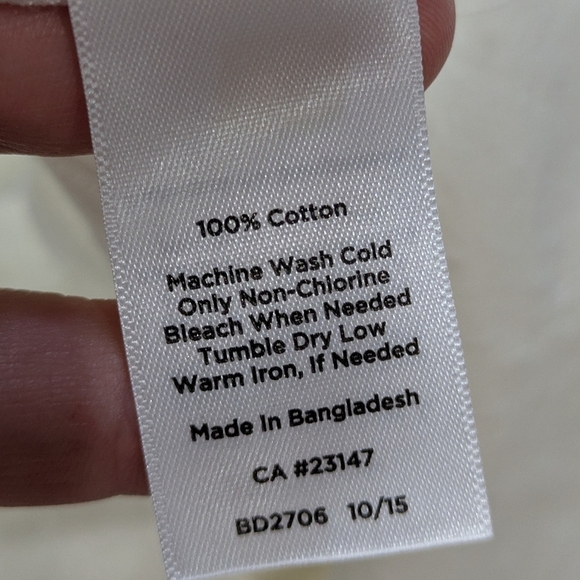 100% Cotton
Machine Wash Cold
Only Non-Chlorine
Bleach When Needed
Tumble Dry Low
Warm Iron, If Needed
Made In Bangladesh
CA #23147
BD2706 10/15